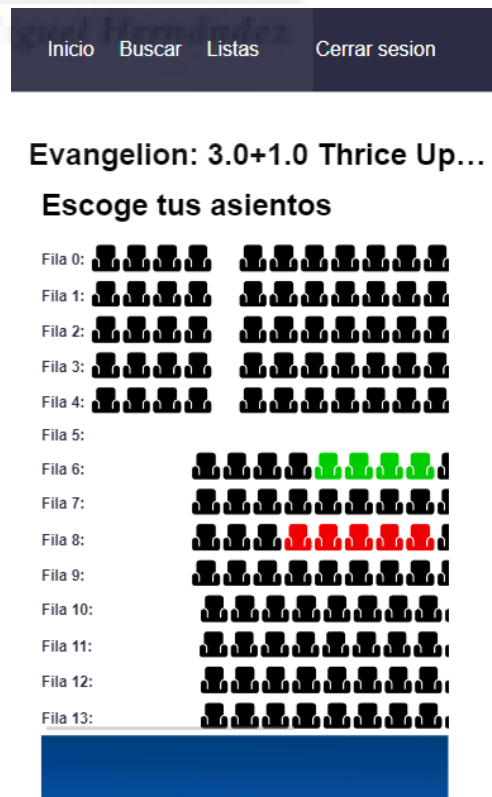 Inicio Buscar Listas Cerrar sesion
Evangelion: 3.0+1.0 Thrice Up…
Escoge tus asientos
Fila 0:
Fila 1:
Fila 2:
Fila 3:
Fila 4:
Fila 5:
Fila 6:
Fila 7:
Fila 8:
Fila 9:
Fila 10:
Fila 11:
Fila 12:
Fila 13: